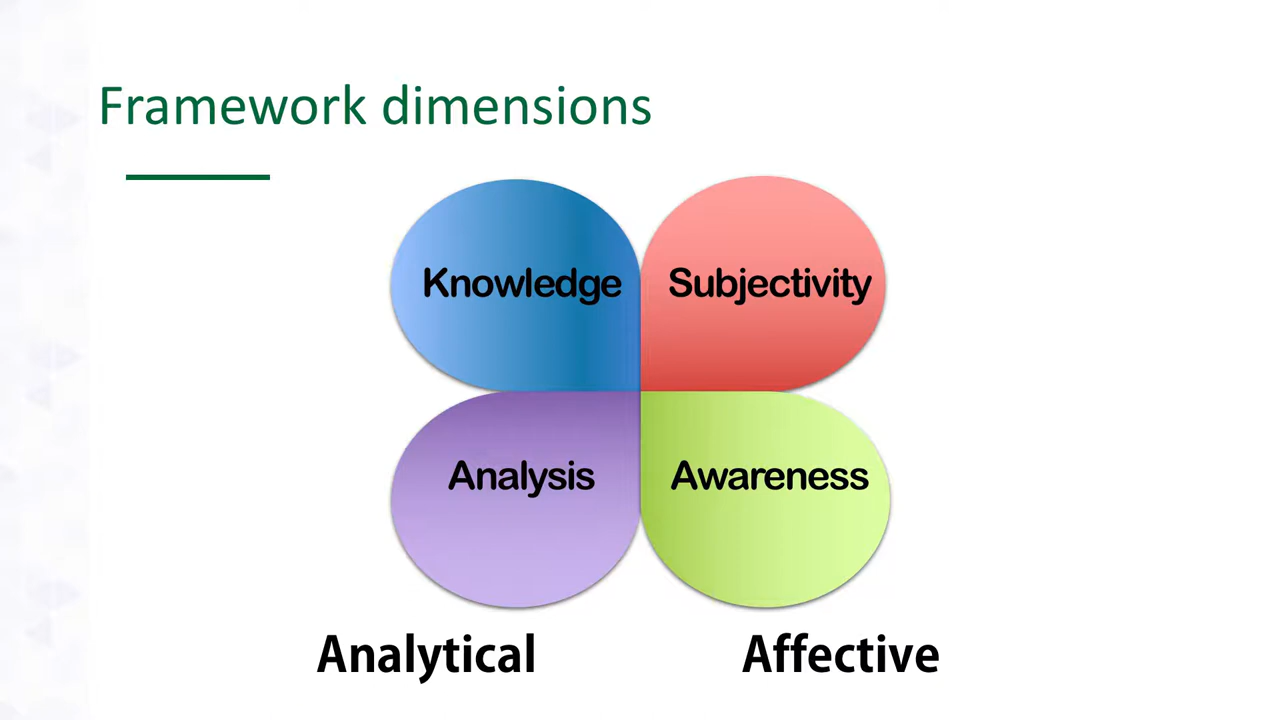 Framework dimensions
Knowledge
Subjectivity
Analysis
Awareness
Analytical
Affective